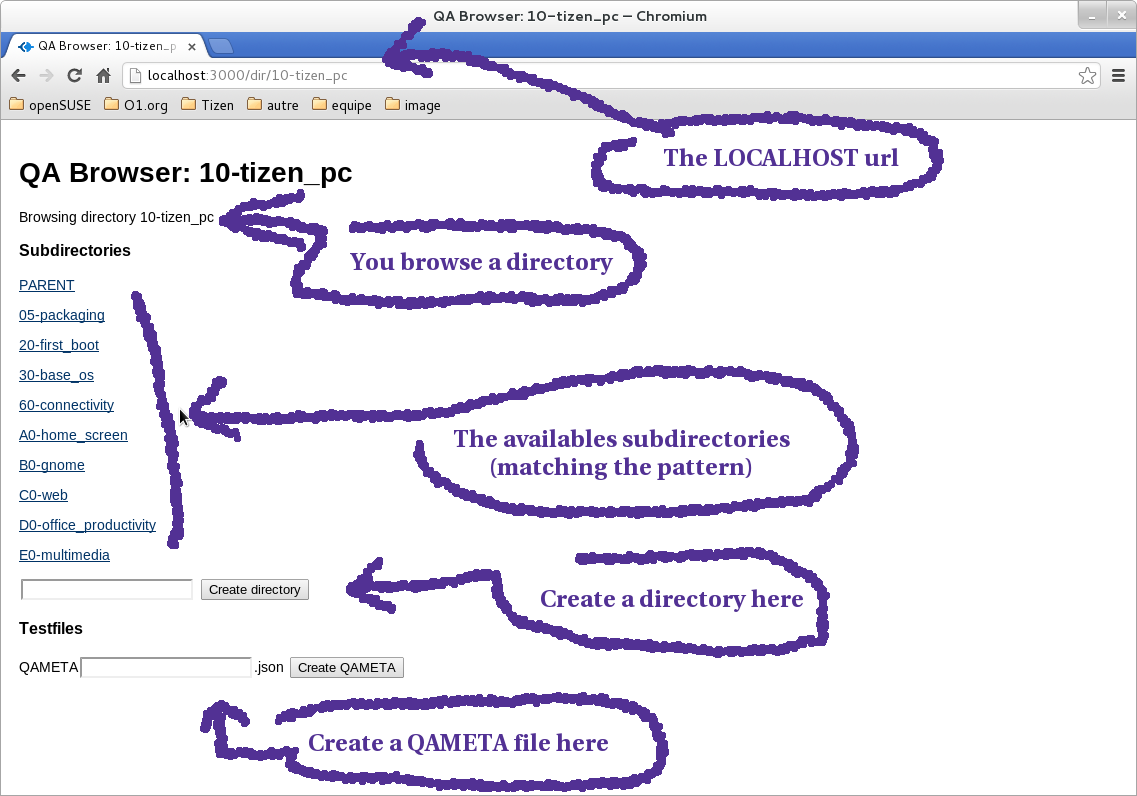 QA Browser: 10-tizen_pc – Chromium
QA Browser: 10-tizen_p
localhost:3000/dir/10-tizen_pc
openSUSE O1.org Tizen autre equipe image
The LOCALHOST url
QA Browser: 10-tizen_pc
Browsing directory 10-tizen_pc
Subdirectories
You browse a directory
PARENT
05-packaging
20-first_boot
30-base_os
60-connectivity
A0-home_screen
B0-gnome
C0-web
D0-office_productivity
E0-multimedia
The availables subdirectories
(matching the pattern)
Create directory
Create a directory here
Testfiles
QAMETA .json Create QAMETA
Create a QAMETA file here